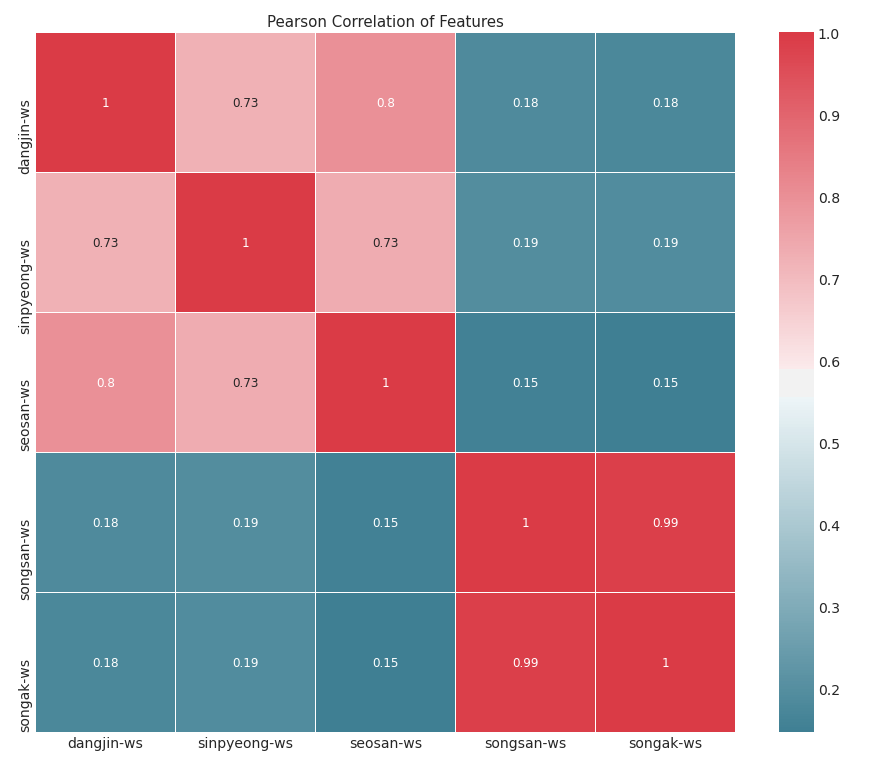 Pearson Correlation of Features
dangjin-ws 1 0.73 0.8 0.18 0.18
sinpyeong-ws 0.73 1 0.73 0.19 0.19
seosan-ws 0.8 0.73 1 0.15 0.15
songsan-ws 0.18 0.19 0.15 1 0.99
songak-ws 0.18 0.19 0.15 0.99 1
dangjin-ws sinpyeong-ws seosan-ws songsan-ws songak-ws
1.0
0.9
0.8
0.7
0.6
0.5
0.4
0.3
0.2